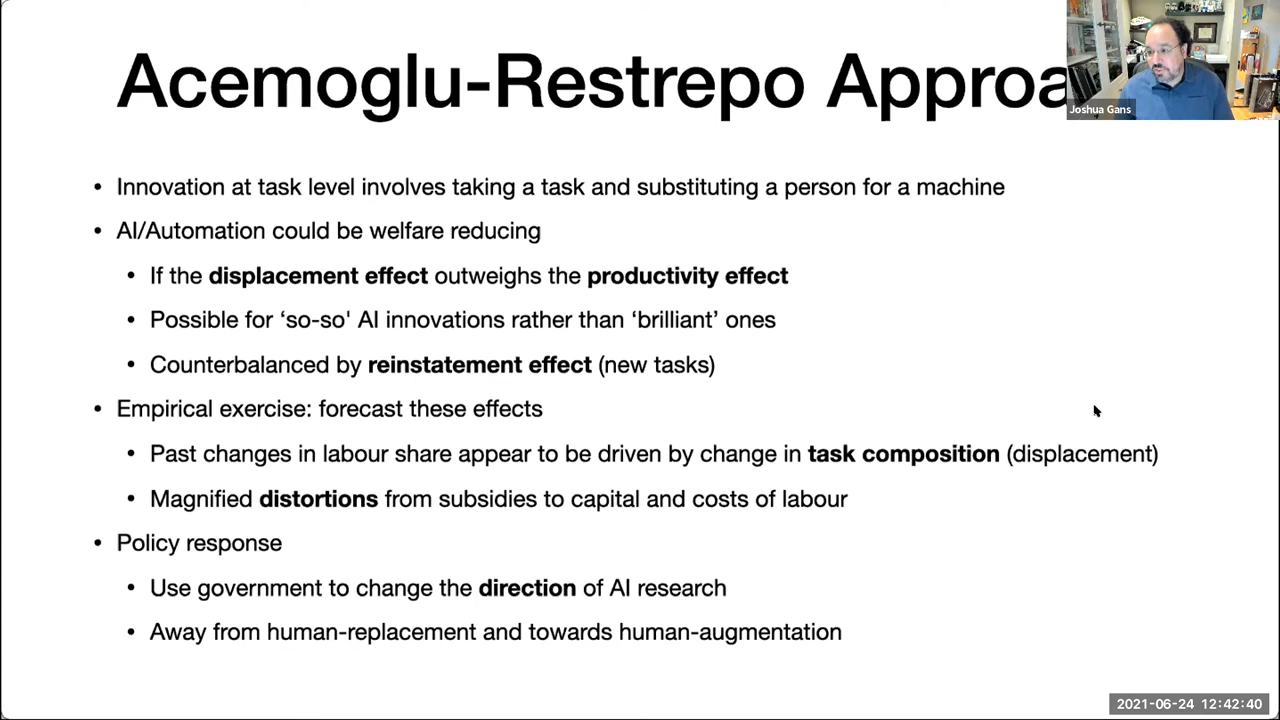 Acemoglu-Restrepo Approa
Joshua Gans
• Innovation at task level involves taking a task and substituting a person for a machine
• AI/Automation could be welfare reducing
• If the displacement effect outweighs the productivity effect
• Possible for ‘so-so' AI innovations rather than ‘brilliant’ ones
• Counterbalanced by reinstatement effect (new tasks)
• Empirical exercise: forecast these effects
• Past changes in labour share appear to be driven by change in task composition (displacement)
• Magnified distortions from subsidies to capital and costs of labour
• Policy response
• Use government to change the direction of AI research
• Away from human-replacement and towards human-augmentation
2021-06-24 12:42:40